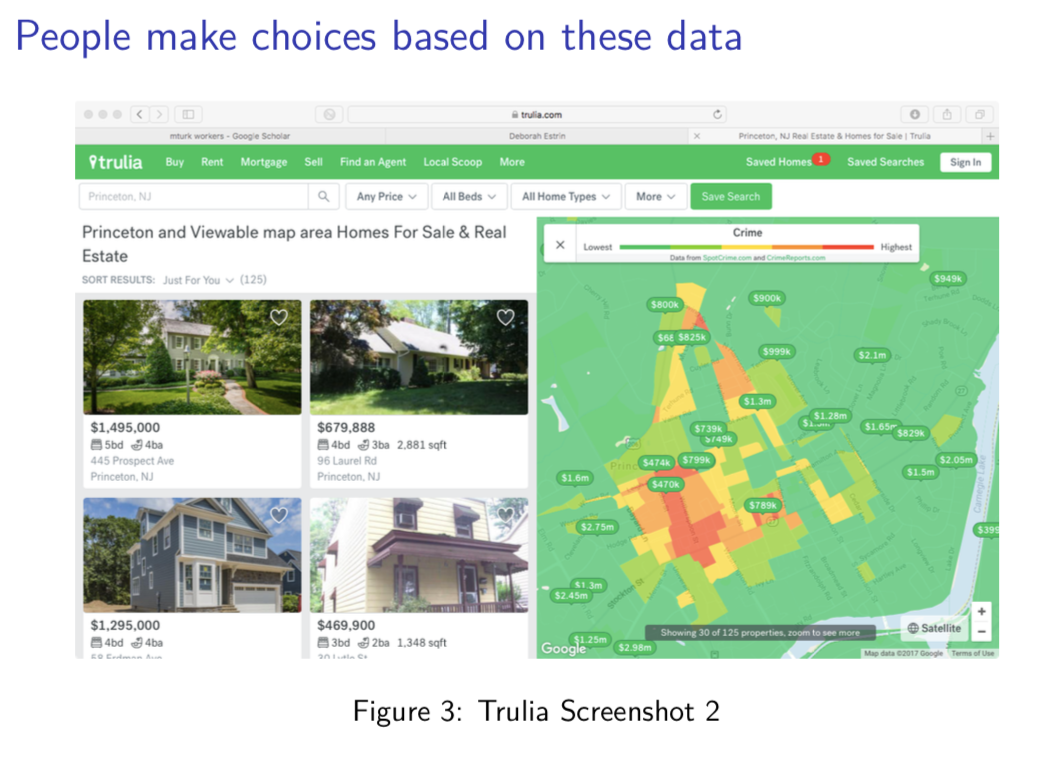 People make choices based on these data
trulia.com
mturk workers - Google Scholar
Deborah Estrin
Princeton, NJ Real Estate & Homes for Sale | Trulia
trulia
Buy
Rent
Mortgage
Sell
Find an Agent
Local Scoop
More
Saved Homes
1
Saved Searches
Sign In
Princeton, NJ
Any Price
All Beds
All Home Types
More
Save Search
Princeton and Viewable map area Homes For Sale & Real
Estate
SORT RESULTS: Just For You (125)
$1,495,000
5bd 4ba
445 Prospect Ave
Princeton, NJ
$679,888
4bd 3ba 2,881 sqft
96 Laurel Rd
Princeton, NJ
$1,295,000
4bd 4ba
$469,900
3bd 2ba 1,348 sqft
Crime
Lowest
Highest
Data from SpotCrime.com and CrimeReports.com
$949k
$800k
$900k
$825k
$999k
$2.1m
$1.3m
$1.28m
$739k
$749k
$1.65m
$829k
$474k
$799k
$2.05m
$1.5m
$1.6m
$470k
$789k
$2.75m
Carnegie Lake
$1.3m
$2.45m
$1.25m
$2.98m
Showing 30 of 125 properties, zoom to see more
+
Satellite
−
Google
Map data ©2017 Google
Terms of Use
Figure 3: Trulia Screenshot 2